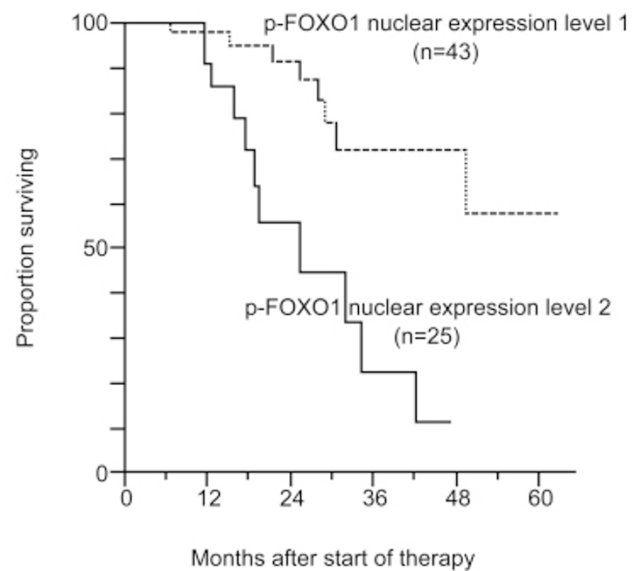 p-FOXO1 nuclear expression level 1
(n=43)
100
50
0
Proportion surviving
p-FOXO1 nuclear expression level 2
(n=25)
0 12 24 36 48 60
Months after start of therapy